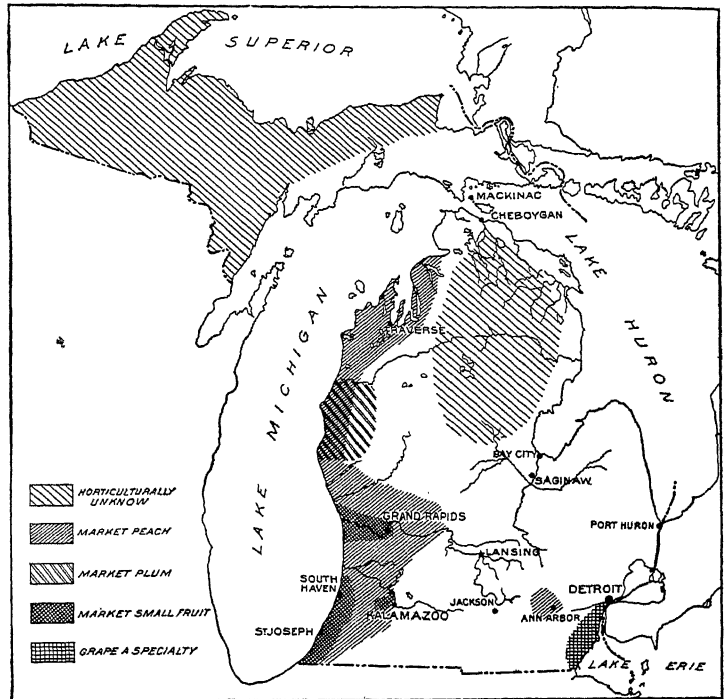 LAKE SUPERIOR
MACKINAC
CHEBOYGAN
LAKE HURON
TRAVERSE
LAKE MICHIGAN
BAY CITY
SAGINAW
HORTICULTURALLY
UNKNOW
MARKET PEACH
GRAND RAPIDS
PORT HURON
LANSING
MARKET PLUM
SOUTH
HAVEN
DETROIT
MARKET SMALL FRUIT
KALAMAZOO
JACKSON
ANN ARBOR
ST.JOSEPH
GRAPE A SPECIALTY
LAKE ERIE